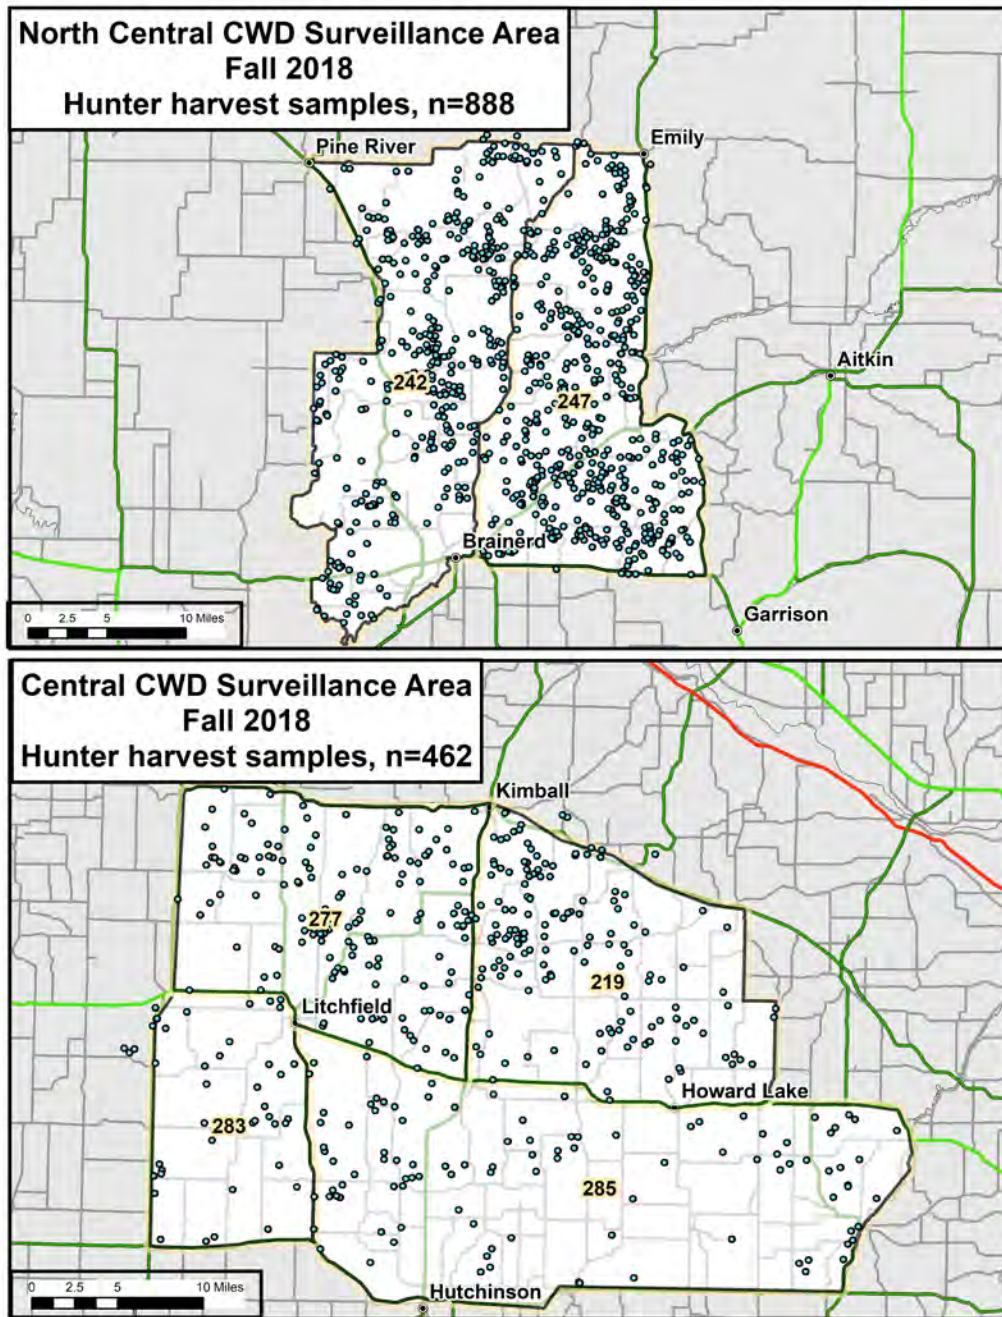 North Central CWD Surveillance Area
Fall 2018
Hunter harvest samples, n=888
Pine River
Emily
Aitkin
242
247
Brainerd
Garrison
0 2.5 5 10 Miles
Central CWD Surveillance Area
Fall 2018
Hunter harvest samples, n=462
Kimball
277
219
Litchfield
Howard Lake
283
285
0 2.5 5 10 Miles
Hutchinson